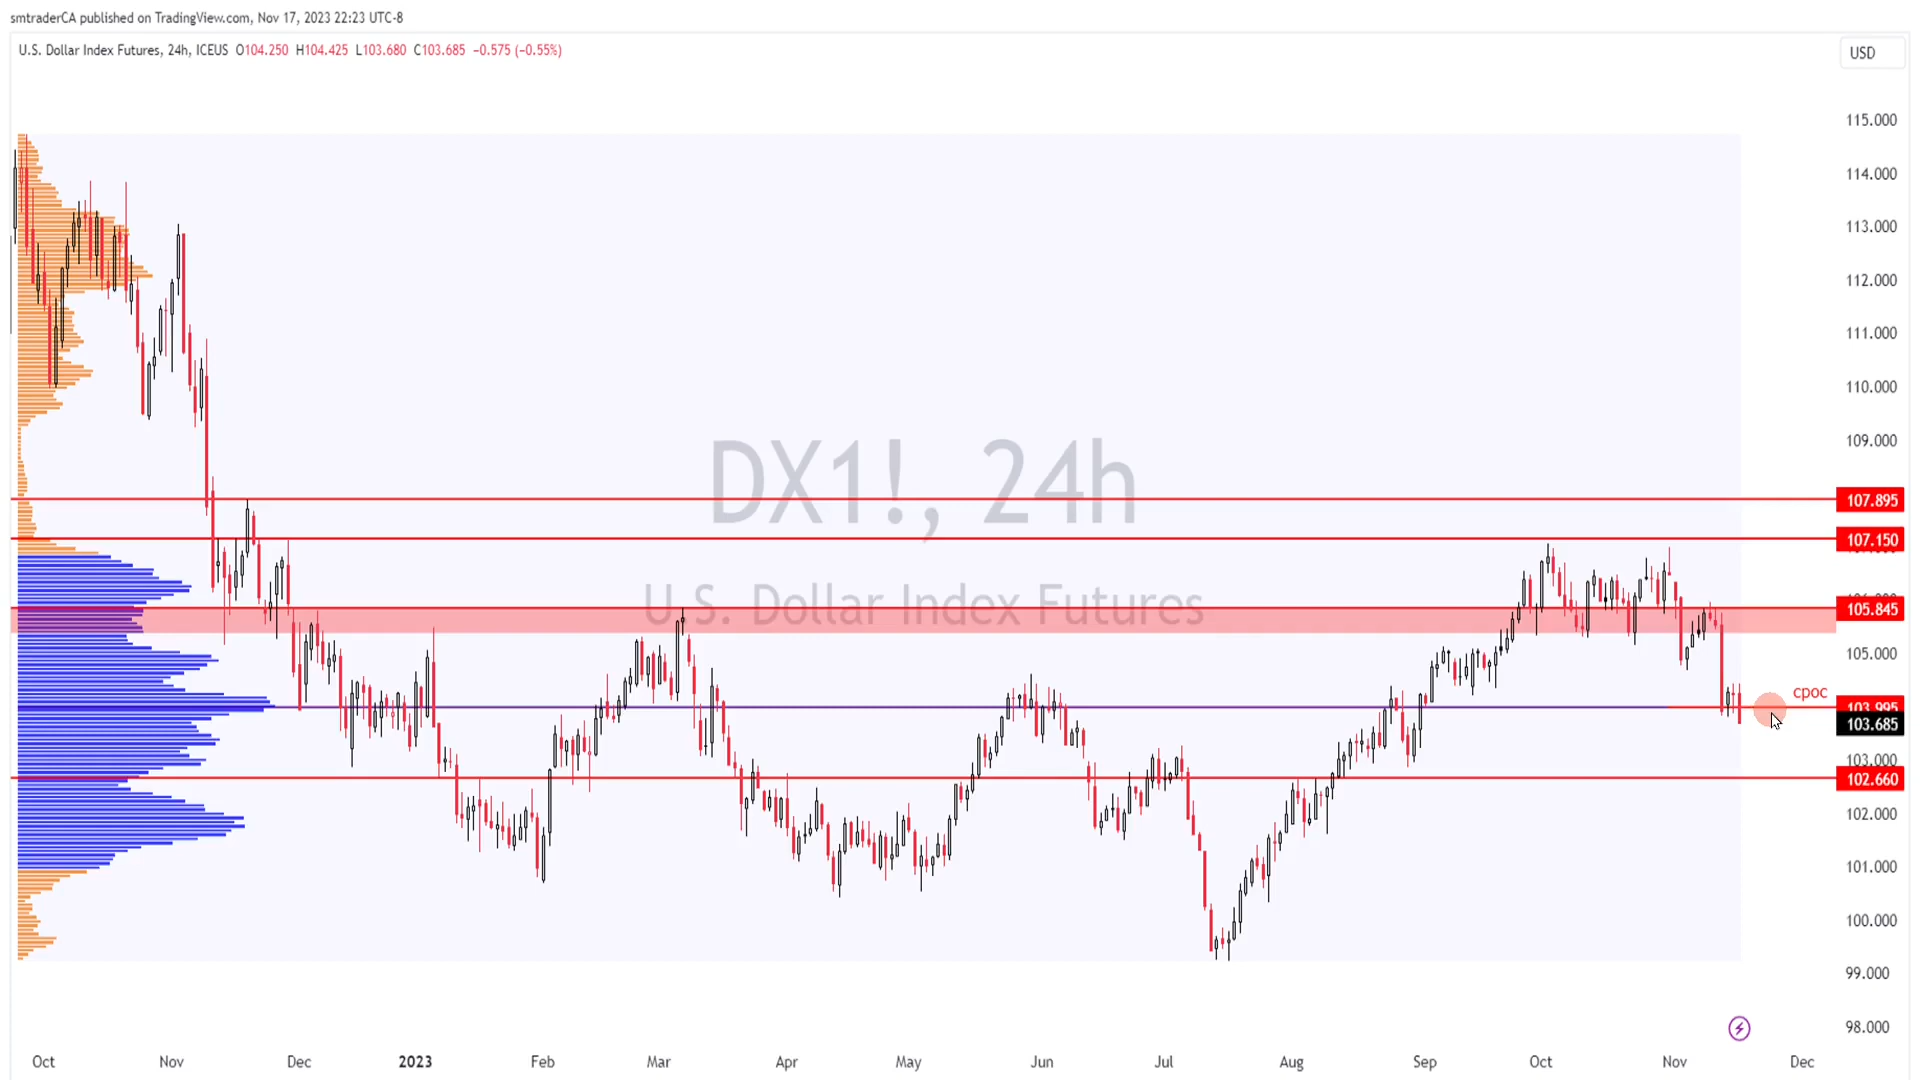 smtraderCA published on TradingView.com, Nov 17, 2023 22:23 UTC-8
U.S. Dollar Index Futures, 24h, ICEUS O104.250 H104.425 L103.680 C103.685 −0.575 (−0.55%)
USD
115.000
114.000
113.000
112.000
111.000
110.000
109.000
DX1!, 24h
107.895
107.150
U.S. Dollar Index Futures
105.845
105.000
cpoc
103.995
103.685
103.000
102.660
102.000
101.000
100.000
99.000
98.000
Oct Nov Dec 2023 Feb Mar Apr May Jun Jul Aug Sep Oct Nov Dec